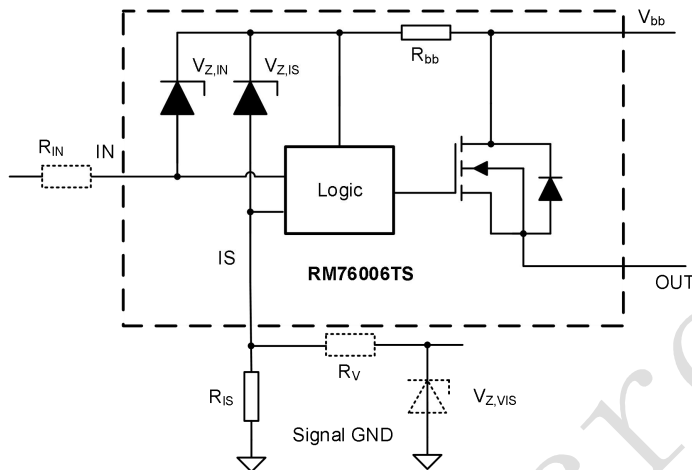 V_bb
R_bb
V_Z,IN
V_Z,IS
R_IN
IN
Logic
IS
RM76006TS
OUT
R_V
R_IS
V_Z,VIS
Signal GND